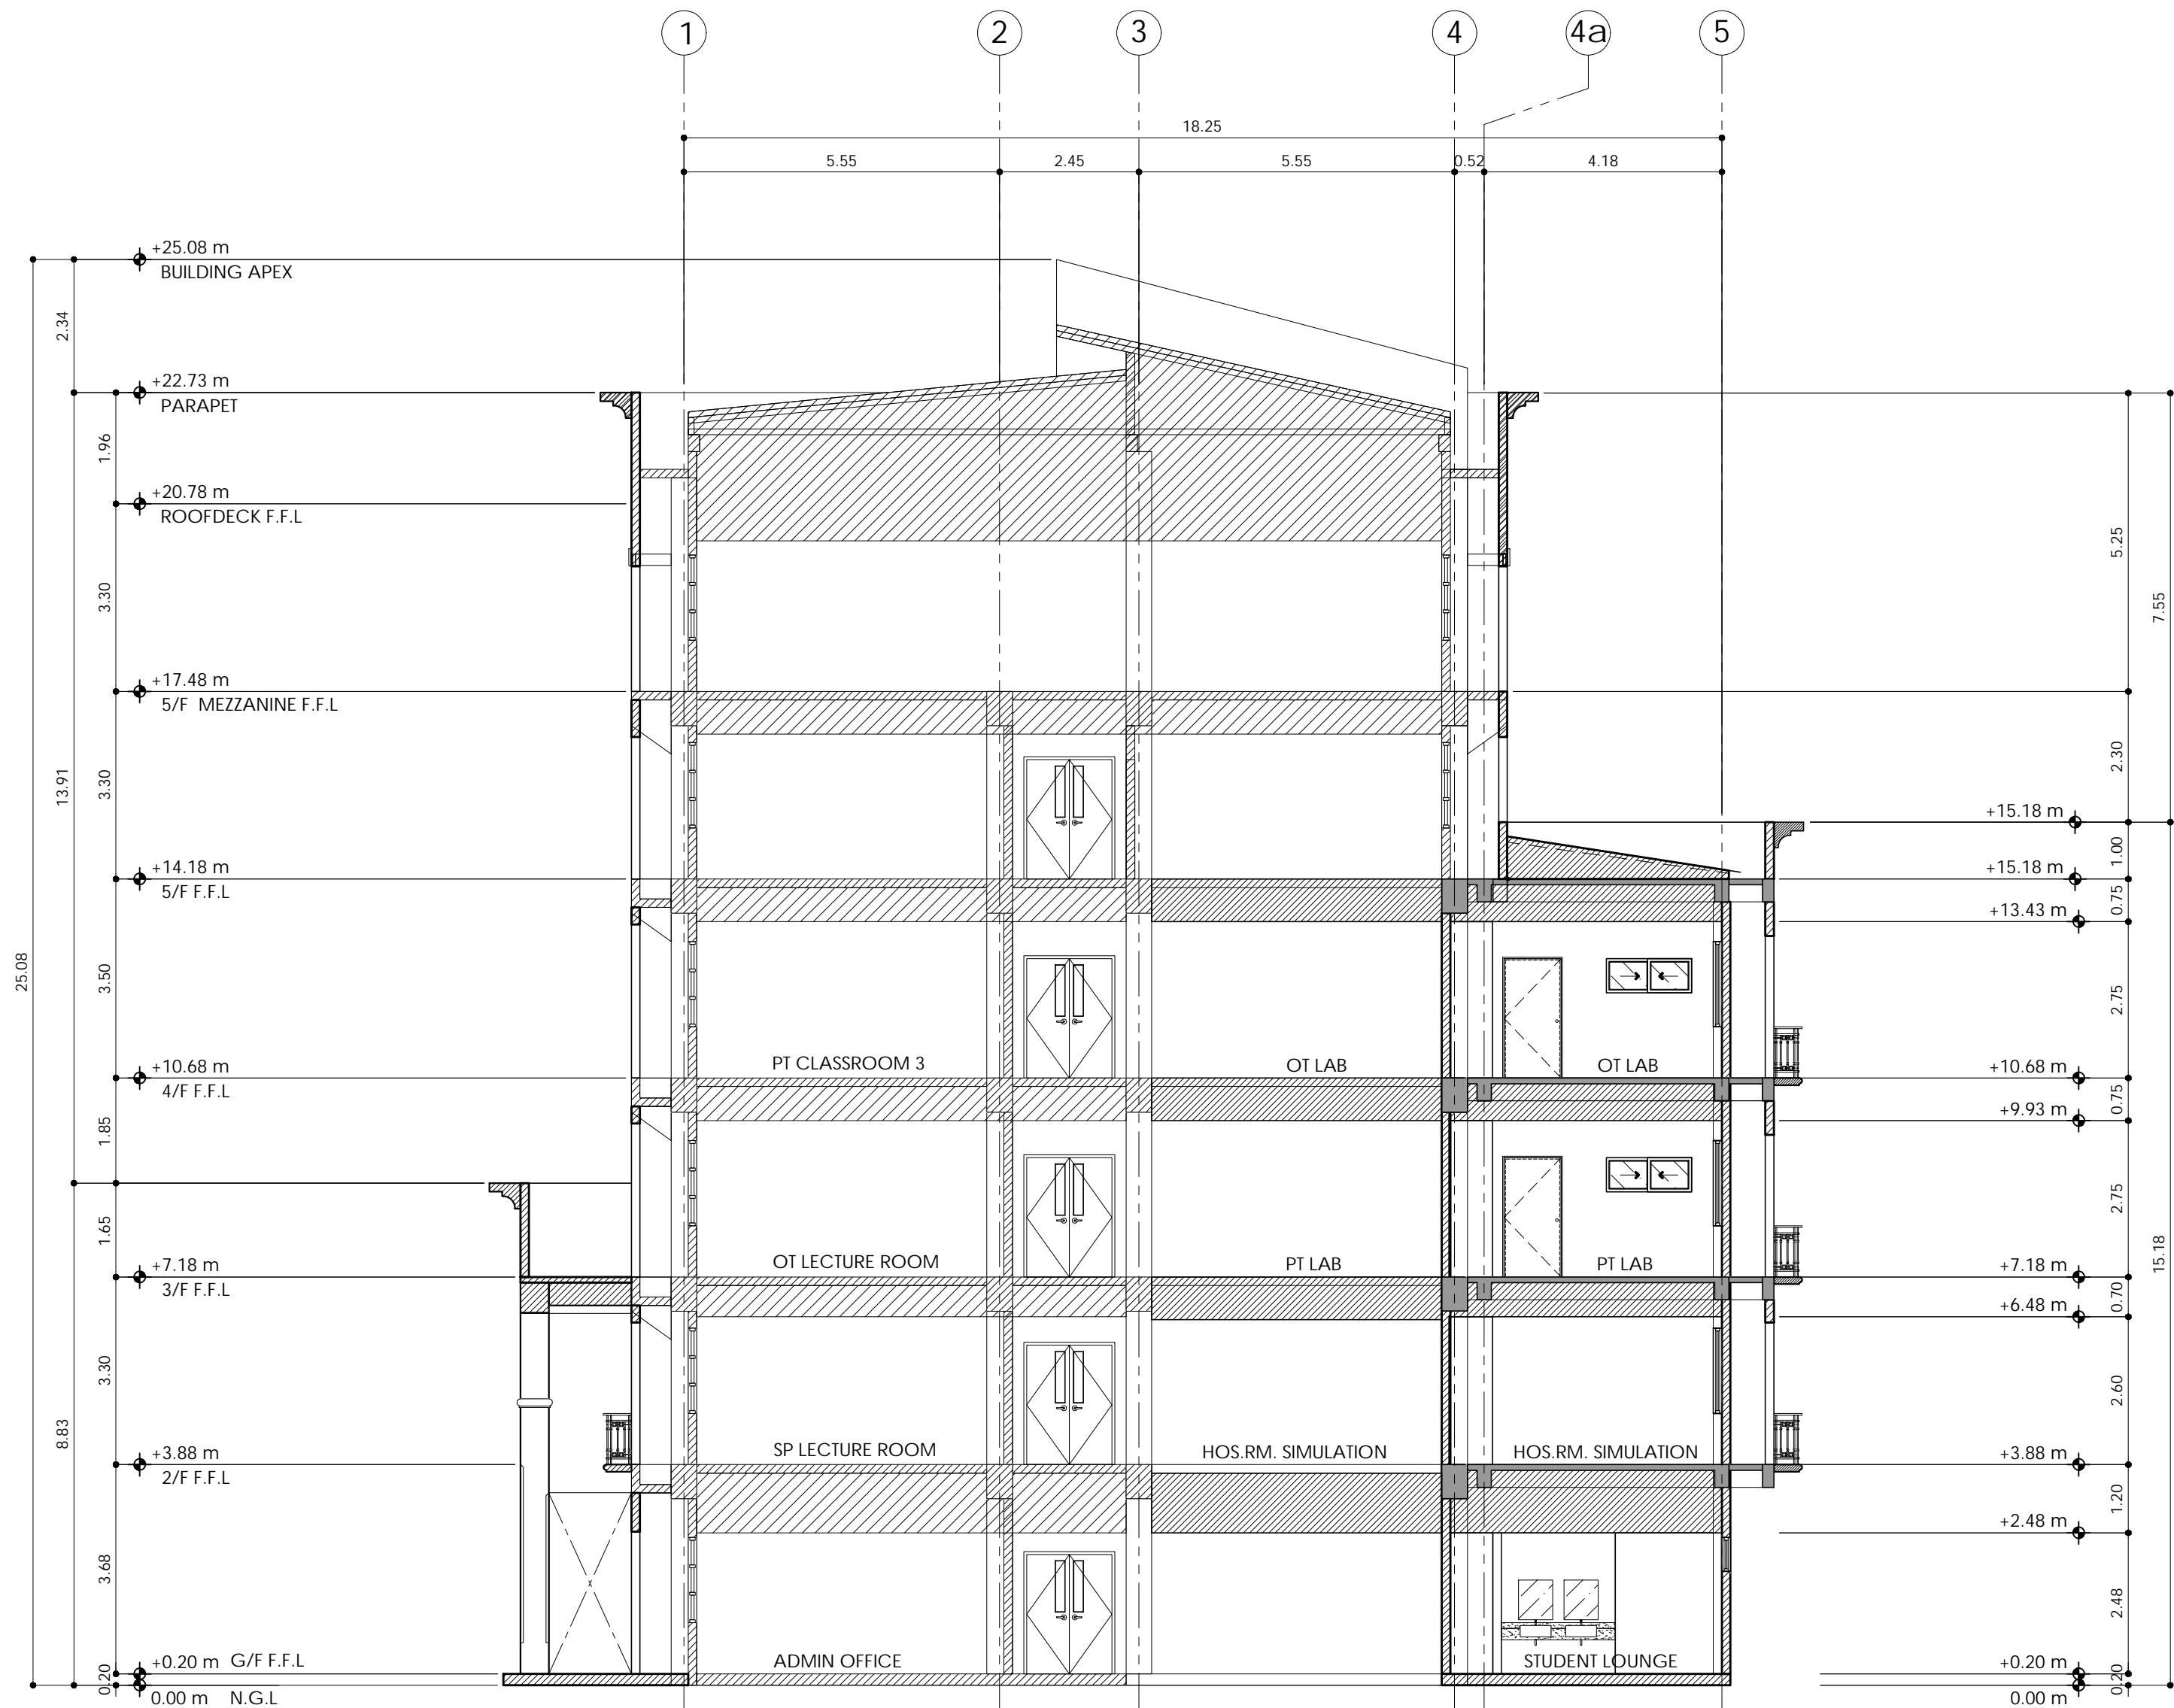 1 2 3 4 4a 5
18.25
5.55 2.45 5.55 0.52 4.18
+25.08 m
BUILDING APEX
2.34
+22.73 m
PARAPET
1.96
+20.78 m
ROOFDECK F.F.L
5.25
3.30
7.55
+17.48 m
5/F MEZZANINE F.F.L
2.30
13.91
3.30
+15.18 m
1.00
+14.18 m
5/F F.F.L
+15.18 m
0.75
+13.43 m
25.08
3.50
2.75
PT CLASSROOM 3
OT LAB
OT LAB
+10.68 m
4/F F.F.L
+10.68 m
0.75
+9.93 m
1.85
2.75
1.65
OT LECTURE ROOM
PT LAB
PT LAB
15.18
+7.18 m
3/F F.F.L
+7.18 m
0.70
+6.48 m
3.30
2.60
8.83
SP LECTURE ROOM
HOS.RM. SIMULATION
HOS.RM. SIMULATION
+3.88 m
2/F F.F.L
+3.88 m
1.20
+2.48 m
3.68
2.48
ADMIN OFFICE
STUDENT LOUNGE
+0.20 m G/F F.F.L
+0.20 m
0.20
0.20
0.00 m N.G.L
0.00 m